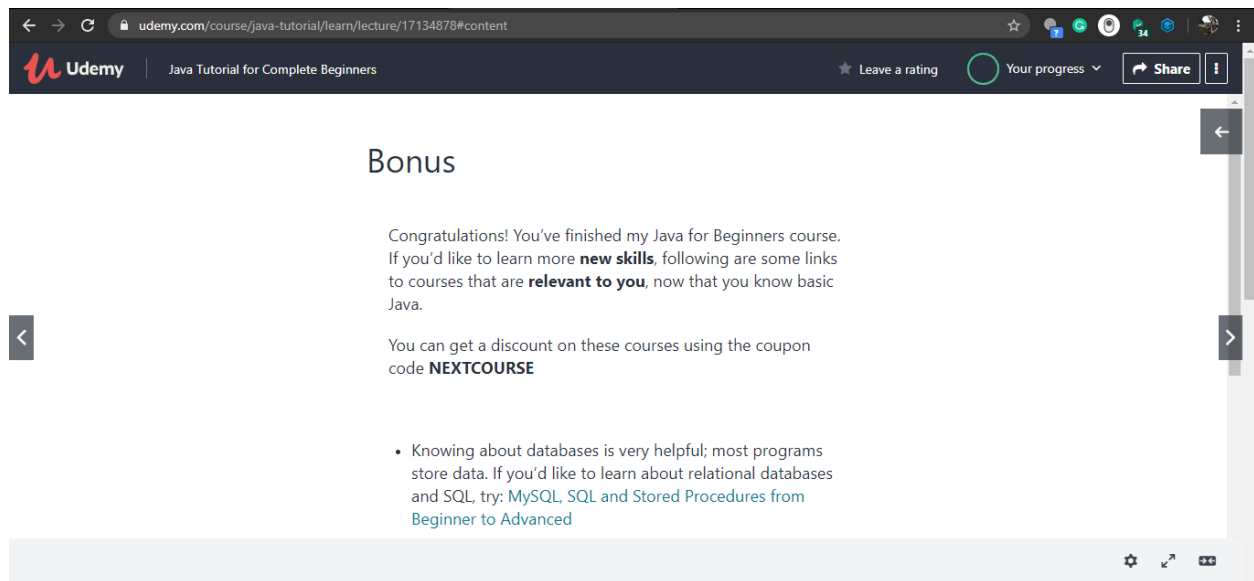 udemy.com/course/java-tutorial/learn/lecture/17134878#content
?
G
34
Udemy
Java Tutorial for Complete Beginners
Leave a rating
Your progress
Share
Bonus
Congratulations! You've finished my Java for Beginners course.
If you'd like to learn more new skills, following are some links
to courses that are relevant to you, now that you know basic
Java.
You can get a discount on these courses using the coupon
code NEXTCOURSE
• Knowing about databases is very helpful; most programs
store data. If you'd like to learn about relational databases
and SQL, try: MySQL, SQL and Stored Procedures from
Beginner to Advanced